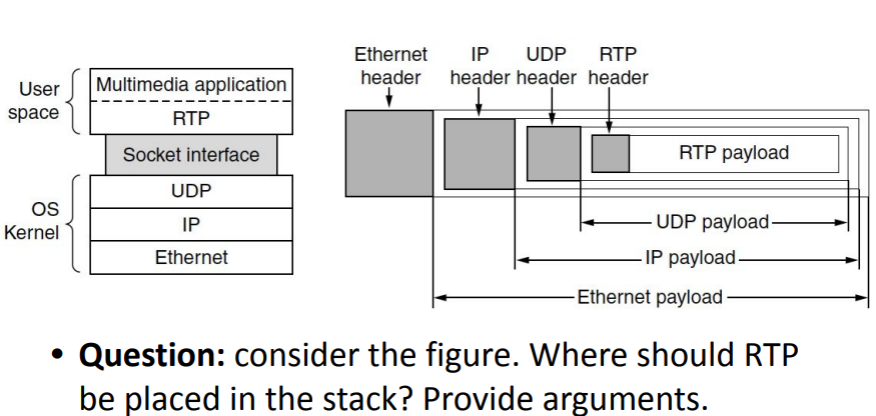 Ethernet IP UDP RTP
header header header header
User space
Multimedia application
RTP
Socket interface
OS Kernel
UDP
IP
Ethernet
RTP payload
UDP payload
IP payload
Ethernet payload
• Question: consider the figure. Where should RTP
be placed in the stack? Provide arguments.